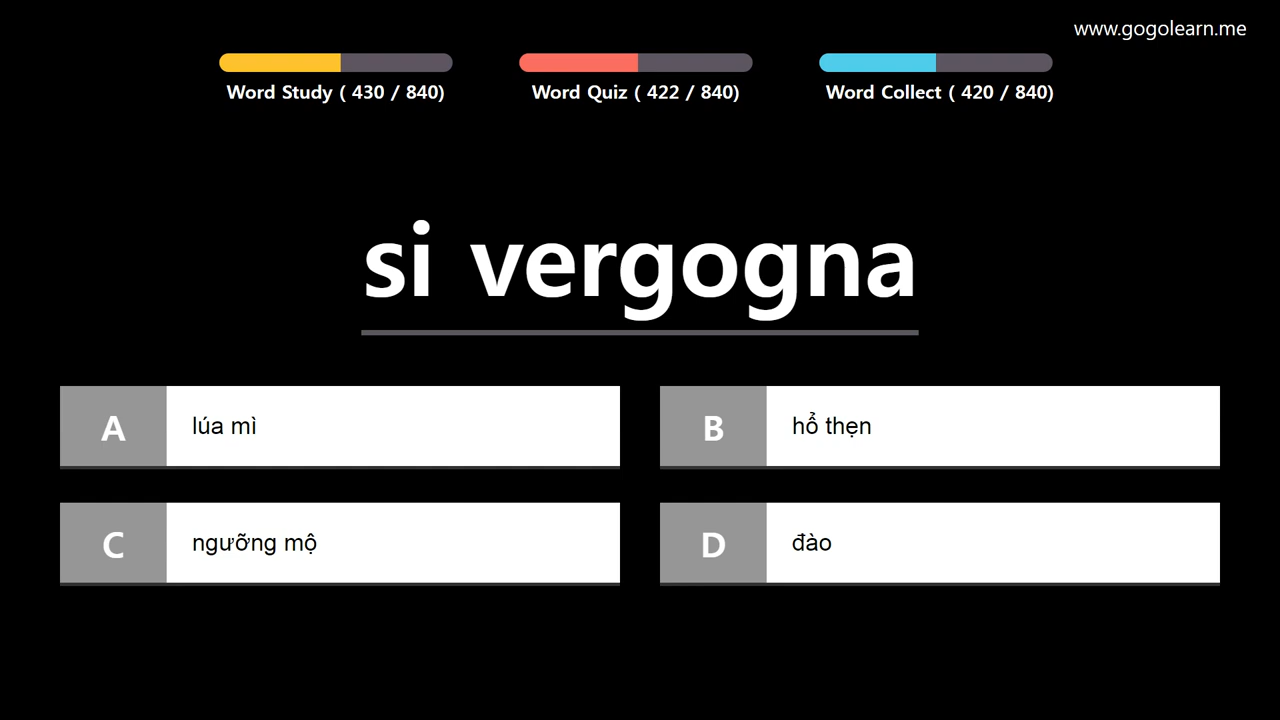 www.gogolearn.me
Word Study ( 430 / 840)
Word Quiz ( 422 / 840)
Word Collect ( 420 / 840)
si vergogna
A
lúa mì
B
hổ thẹn
C
ngưỡng mộ
D
đào